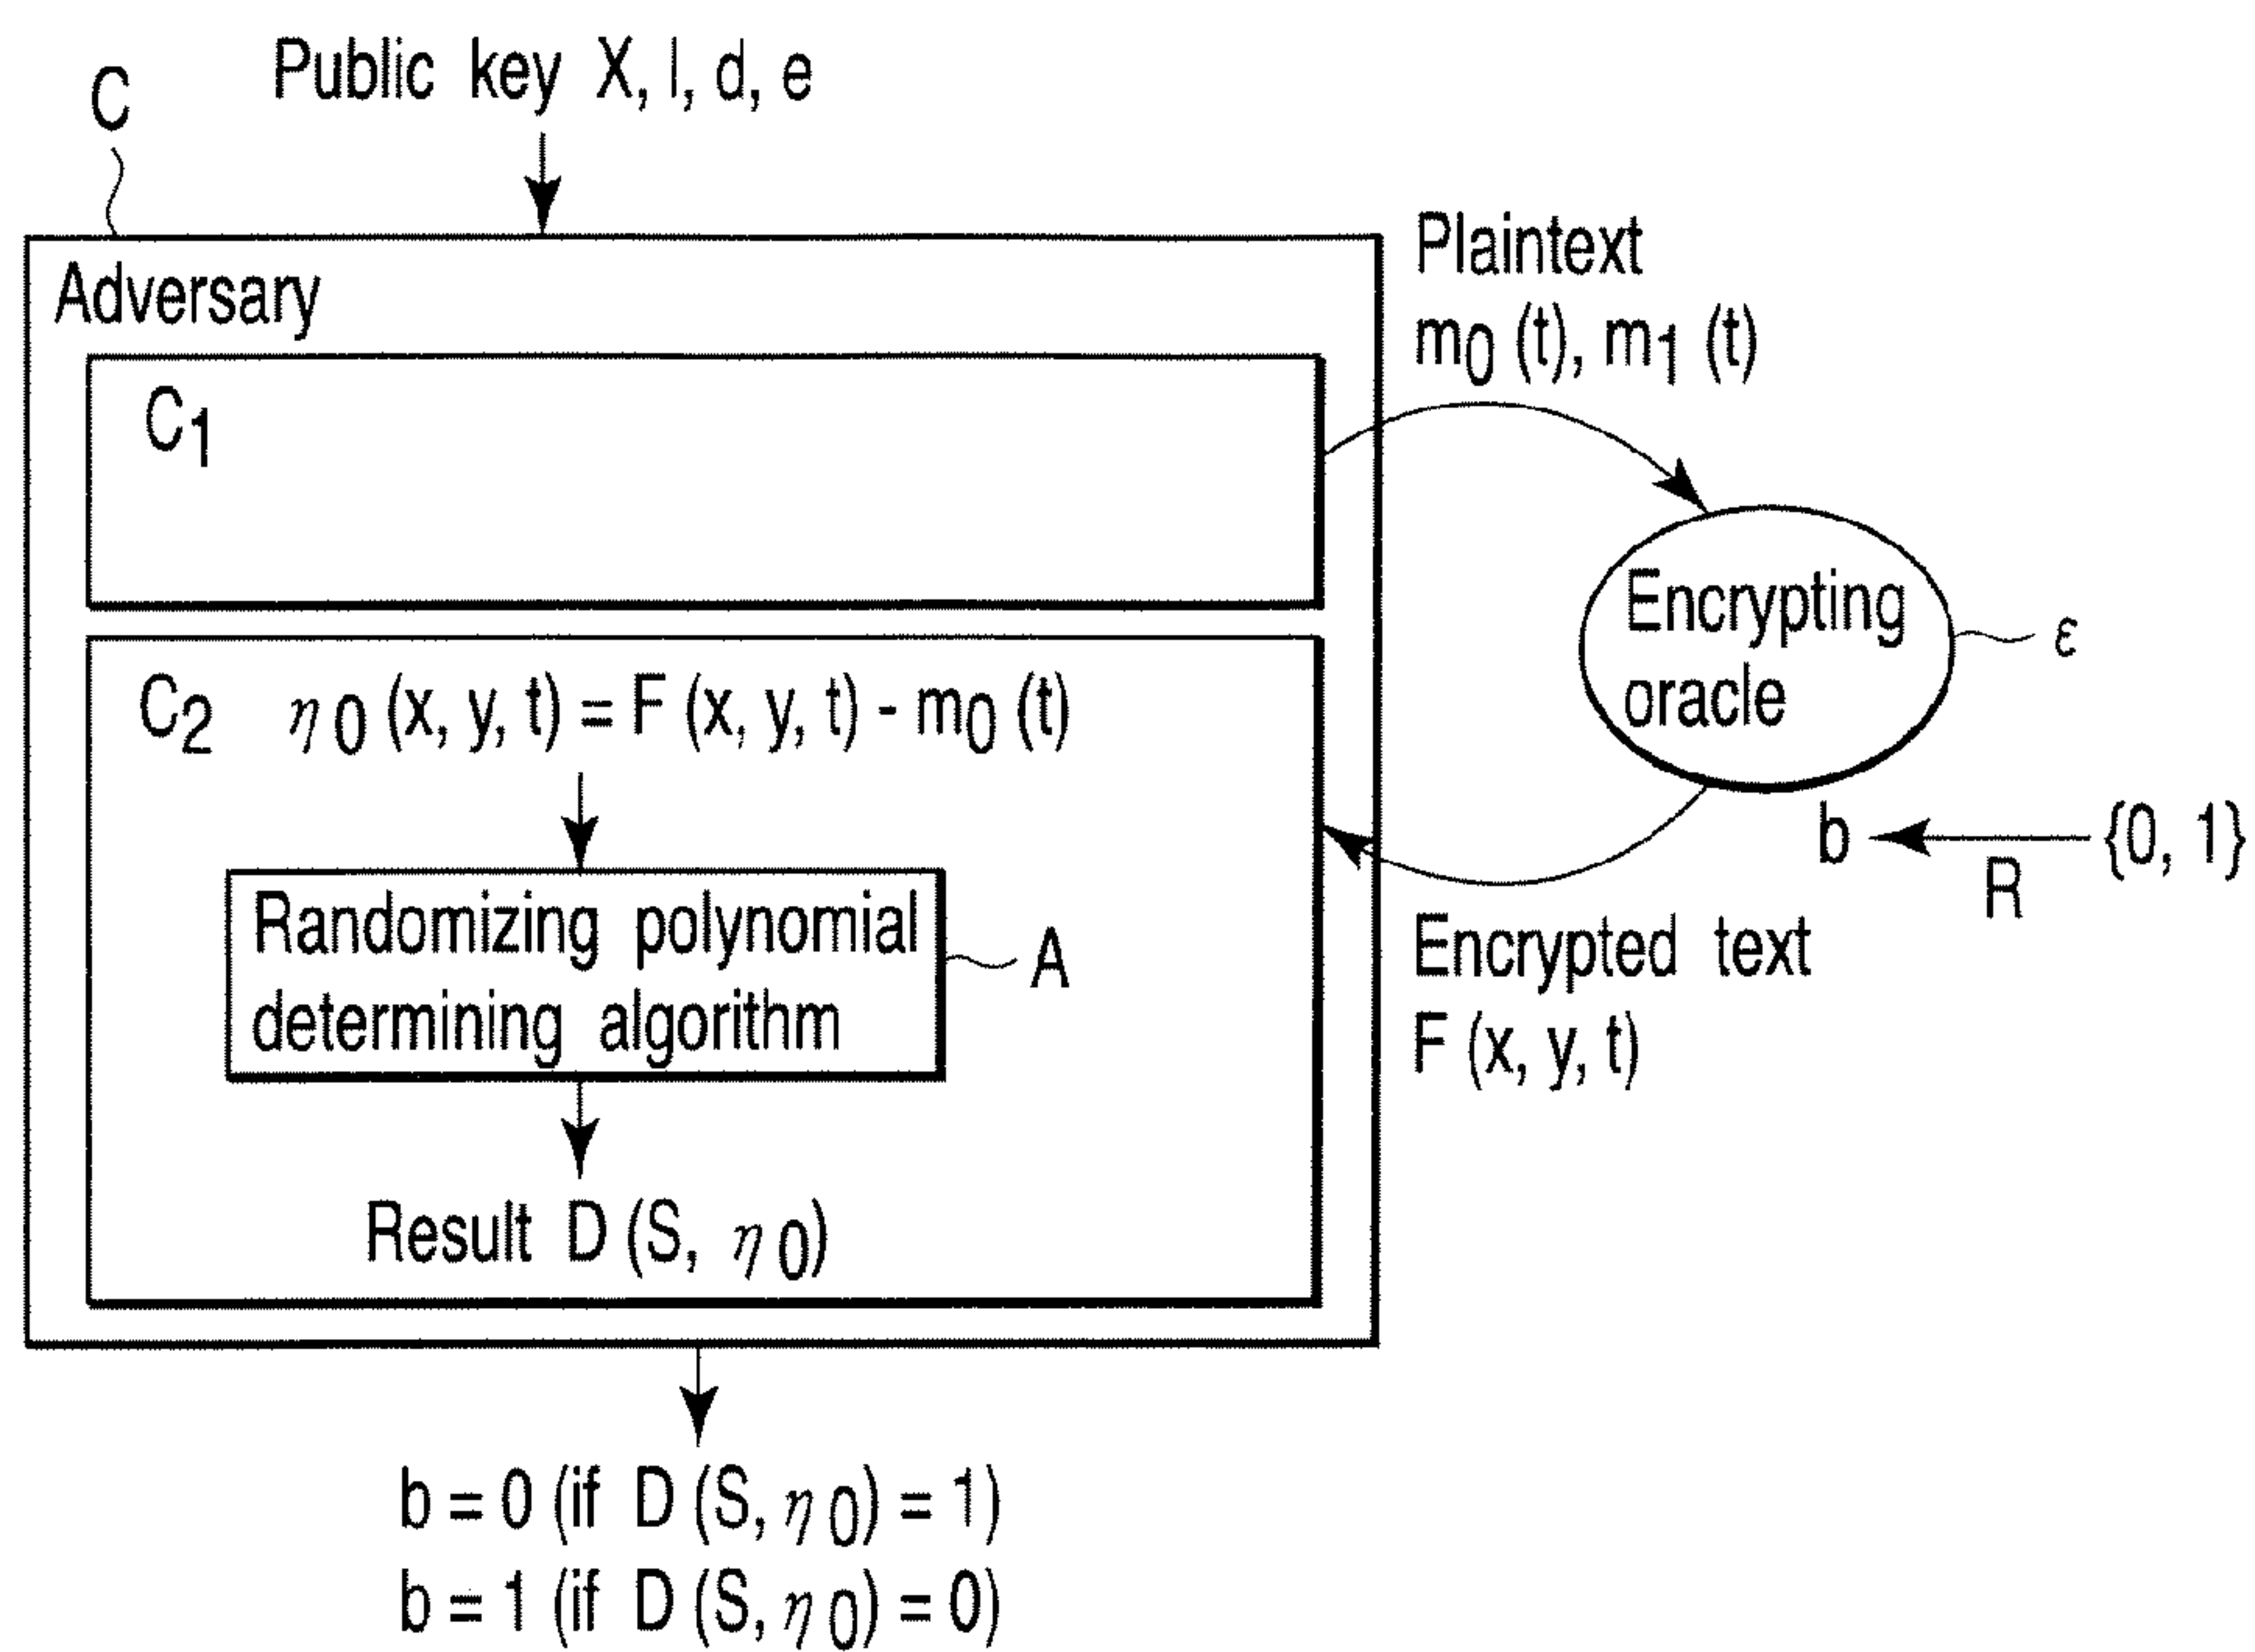 Public key X, l, d, e
C
Adversary
C1
Plaintext
m0 (t), m1 (t)
Encrypting
oracle
ε
C2 η0 (x, y, t) = F (x, y, t) - m0 (t)
b
R
{0, 1}
Randomizing polynomial
determining algorithm
A
Encrypted text
F (x, y, t)
Result D (S, η0)
b = 0 (if D (S, η0) = 1)
b = 1 (if D (S, η0) = 0)